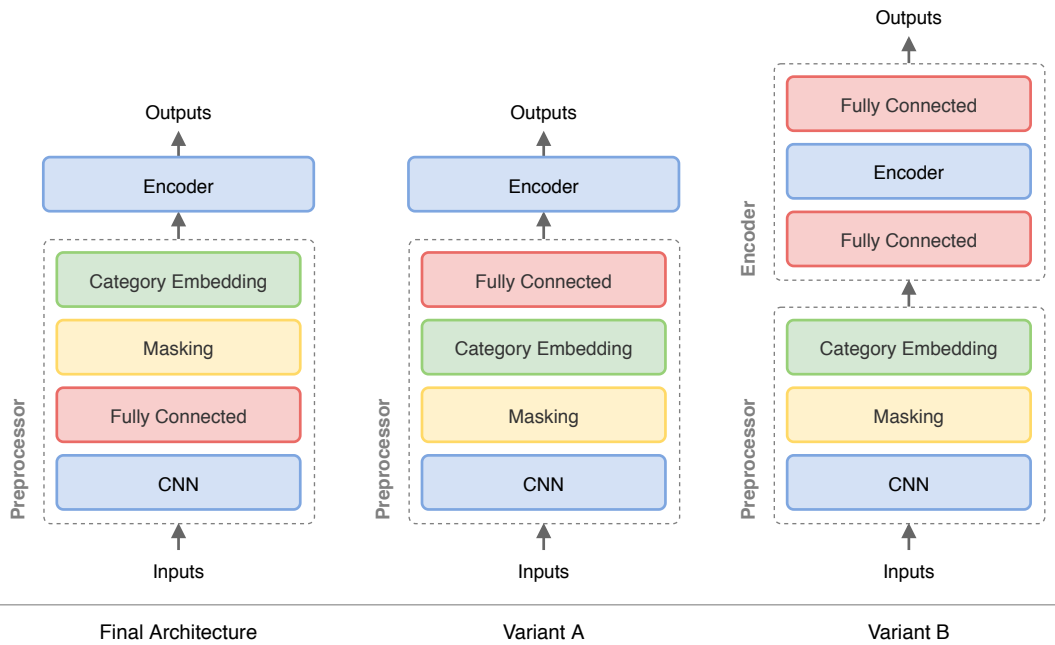 Outputs
Encoder
Category Embedding
Masking
Fully Connected
CNN
Preprocessor
Inputs
Final Architecture
Outputs
Encoder
Fully Connected
Category Embedding
Masking
CNN
Preprocessor
Inputs
Variant A
Outputs
Fully Connected
Encoder
Fully Connected
Encoder
Category Embedding
Masking
CNN
Preprocessor
Inputs
Variant B